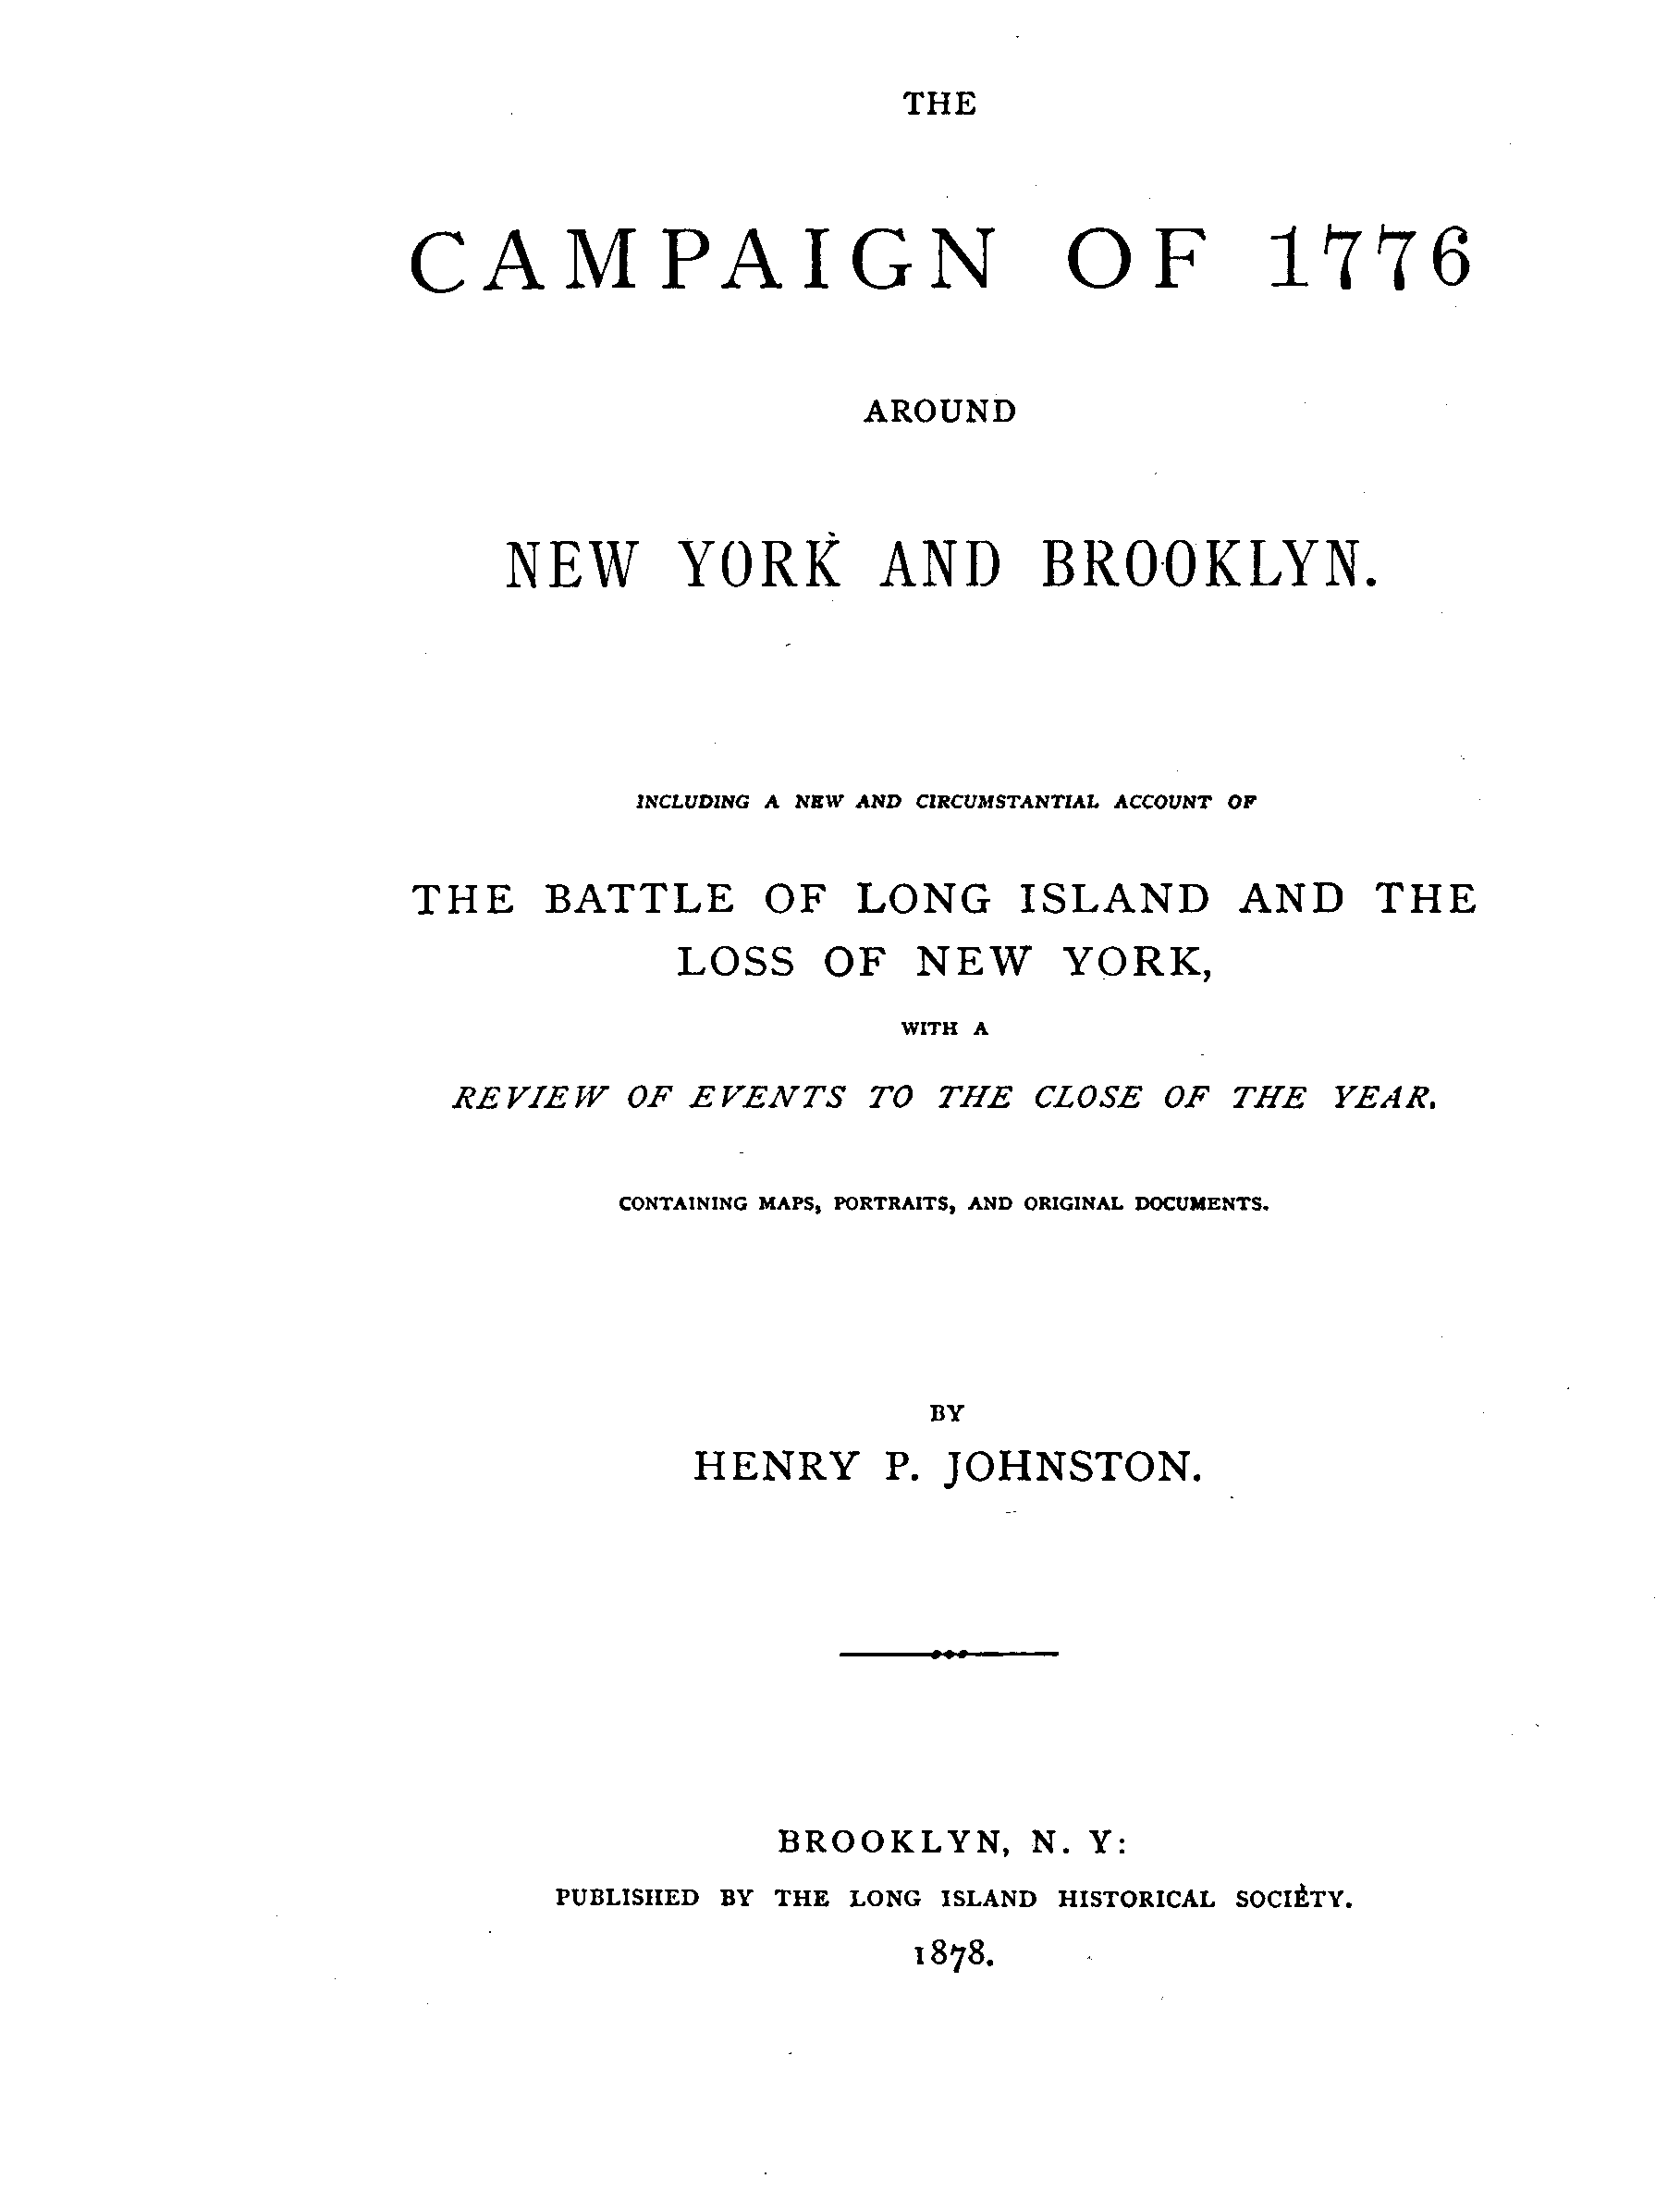 THE
CAMPAIGN OF 1776
AROUND
NEW YORK AND BROOKLYN.
INCLUDING A NEW AND CIRCUMSTANTIAL ACCOUNT OF
THE BATTLE OF LONG ISLAND AND THE
LOSS OF NEW YORK,
WITH A
REVIEW OF EVENTS TO THE CLOSE OF THE YEAR.
CONTAINING MAPS, PORTRAITS, AND ORIGINAL DOCUMENTS.
BY
HENRY P. JOHNSTON.
BROOKLYN, N. Y:
PUBLISHED BY THE LONG ISLAND HISTORICAL SOCIETY.
1878.